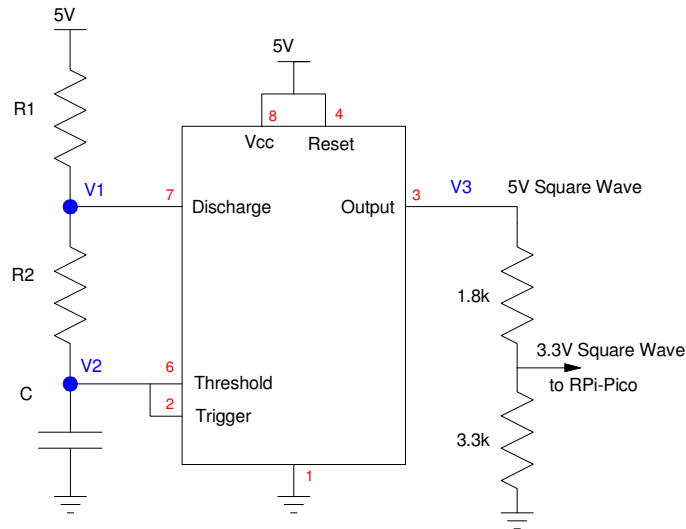 5V
5V
R1
8
4
Vcc
Reset
V1
7
3
V3
5V Square Wave
Discharge
Output
R2
1.8k
V2
6
3.3V Square Wave
C
Threshold
to RPi-Pico
2
Trigger
3.3k
1